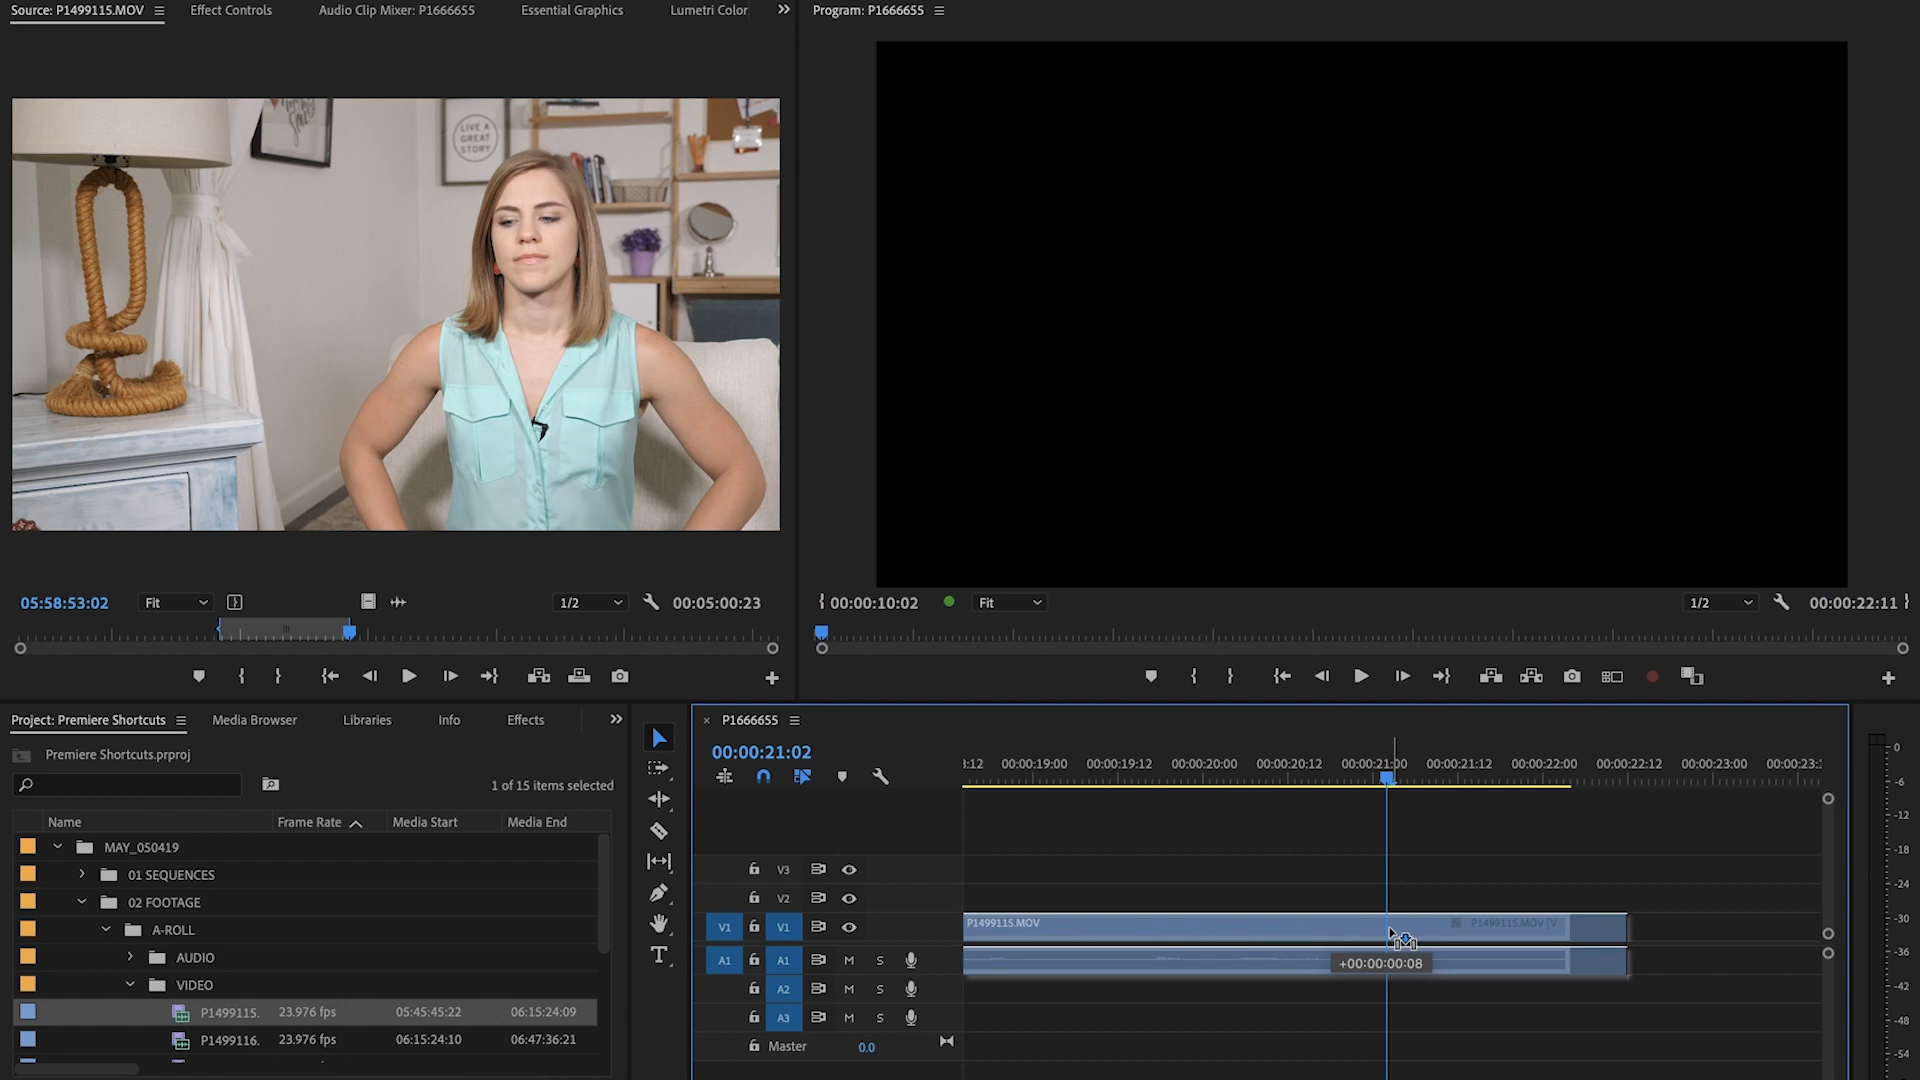 Source: P1499115.MOV
Effect Controls
Audio Clip Mixer: P1666655
Essential Graphics
Lumetri Color
Program: P1666655
LIVE A
GREAT
STORY
05:58:53:02
Fit
1/2
00:05:00:23
00:00:10:02
Fit
1/2
00:00:22:11
Project: Premiere Shortcuts
Media Browser
Libraries
Info
Effects
Premiere Shortcuts.prproj
1 of 15 items selected
Name
Frame Rate
Media Start
Media End
MAY_050419
01 SEQUENCES
02 FOOTAGE
A-ROLL
AUDIO
VIDEO
P1499115. 23.976 fps 05:45:45:22 06:15:24:09
P1499116. 23.976 fps 06:15:24:10 06:47:36:21
P1666655
00:00:21:02
:12 00:00:19:00 00:00:19:12 00:00:20:00 00:00:20:12 00:00:21:00 00:00:21:12 00:00:22:00 00:00:22:12 00:00:23:00 00:00:23:
V3
V2
V1 V1
P1499115.MOV
P1499115.MOV [V
A1 A1 M S
+00:00:00:08
A2 M S
A3 M S
Master 0.0
0
-6
-12
-18
-24
-30
-36
-42
-48
-54
T